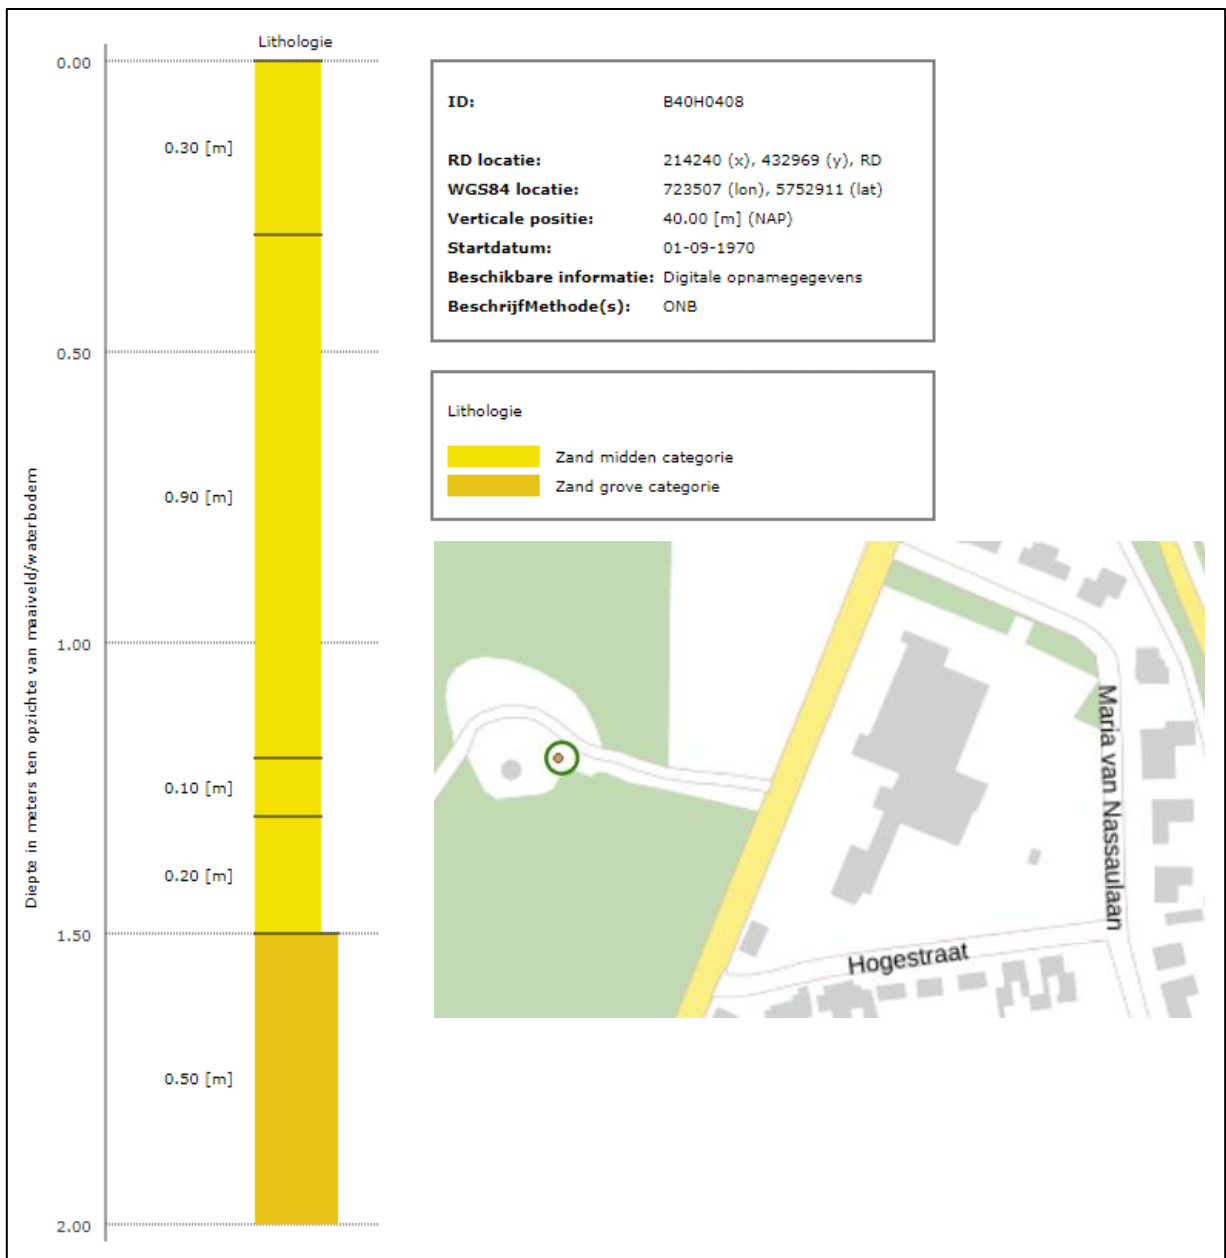 Lithologie
0.00
0.30 [m]
0.50
0.90 [m]
1.00
0.10 [m]
0.20 [m]
1.50
0.50 [m]
2.00
Diepte in meters ten opzichte van maaiveld/waterbodem
ID: B40H0408
RD locatie: 214240 (x), 432969 (y), RD
WGS84 locatie: 723507 (lon), 5752911 (lat)
Verticale positie: 40.00 [m] (NAP)
Startdatum: 01-09-1970
Beschikbare informatie: Digitale opnamegegevens
BeschrijfMethode(s): ONB
Lithologie
Zand midden categorie
Zand grove categorie
Maria van Nassaulaan
Hogestraat